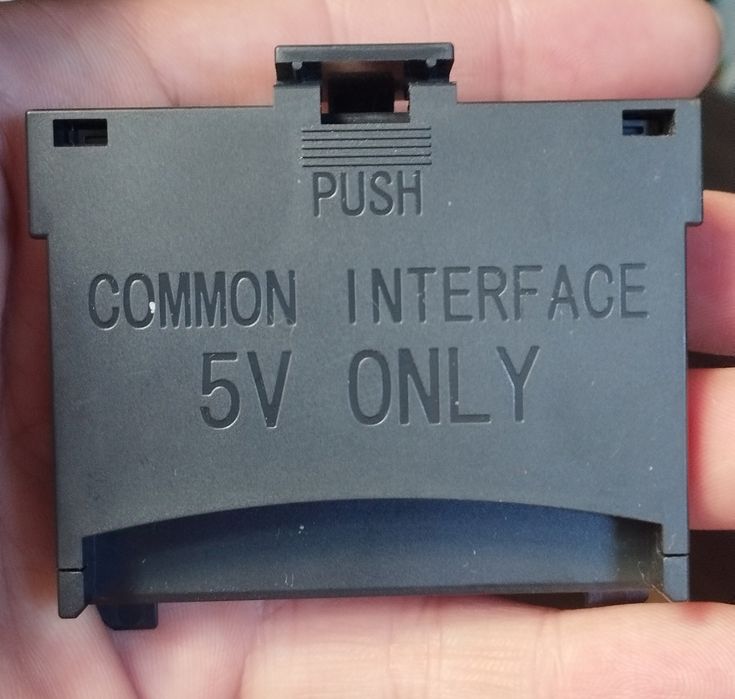 PUSH
COMMON INTERFACE
5V ONLY